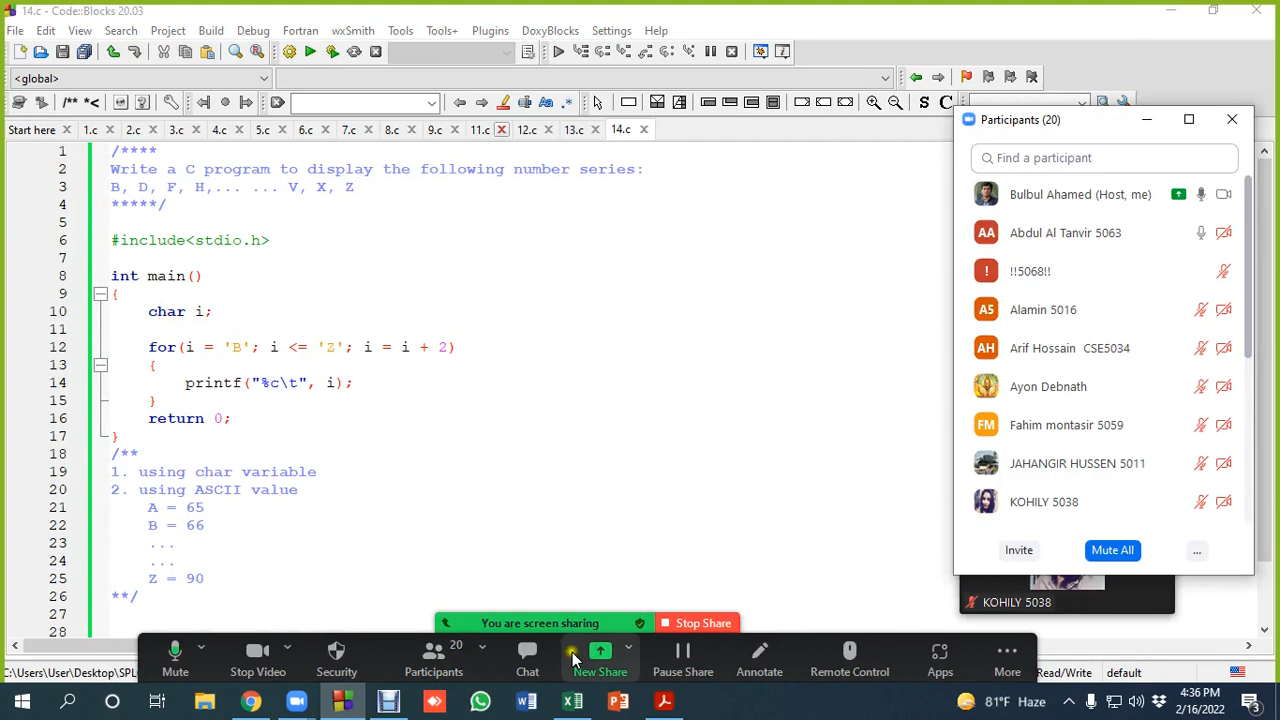 14.c - Code::Blocks 20.03
File Edit View Search Project Build Debug Fortran wxSmith Tools Tools+ Plugins DoxyBlocks Settings Help
<global>
/** *<
S C
Start here 1.c 2.c 3.c 4.c 5.c 6.c 7.c 8.c 9.c 11.c 12.c 13.c 14.c
1 /****
2 Write a C program to display the following number series:
3 B, D, F, H,... ... V, X, Z
4 *****/
5
6 #include<stdio.h>
7
8 int main()
9 {
10 char i;
11
12 for(i = 'B'; i <= 'Z'; i = i + 2)
13 {
14 printf("%c\t", i);
15 }
16 return 0;
17 }
18 /**
19 1. using char variable
20 2. using ASCII value
21 A = 65
22 B = 66
23 ...
24 ...
25 Z = 90
26 **/
27
28
Participants (20)
Find a participant
Bulbul Ahamed (Host, me)
AA Abdul Al Tanvir 5063
! !!5068!!
A5 Alamin 5016
AH Arif Hossain CSE5034
Ayon Debnath
FM Fahim montasir 5059
JAHANGIR HUSSEN 5011
KOHILY 5038
Invite Mute All ...
KOHILY 5038
You are screen sharing Stop Share
20
Mute Stop Video Security Participants Chat New Share Pause Share Annotate Remote Control Apps More
C:\Users\User\Desktop\SPL
Read/Write default
81°F Haze
4:36 PM
2/16/2022
3